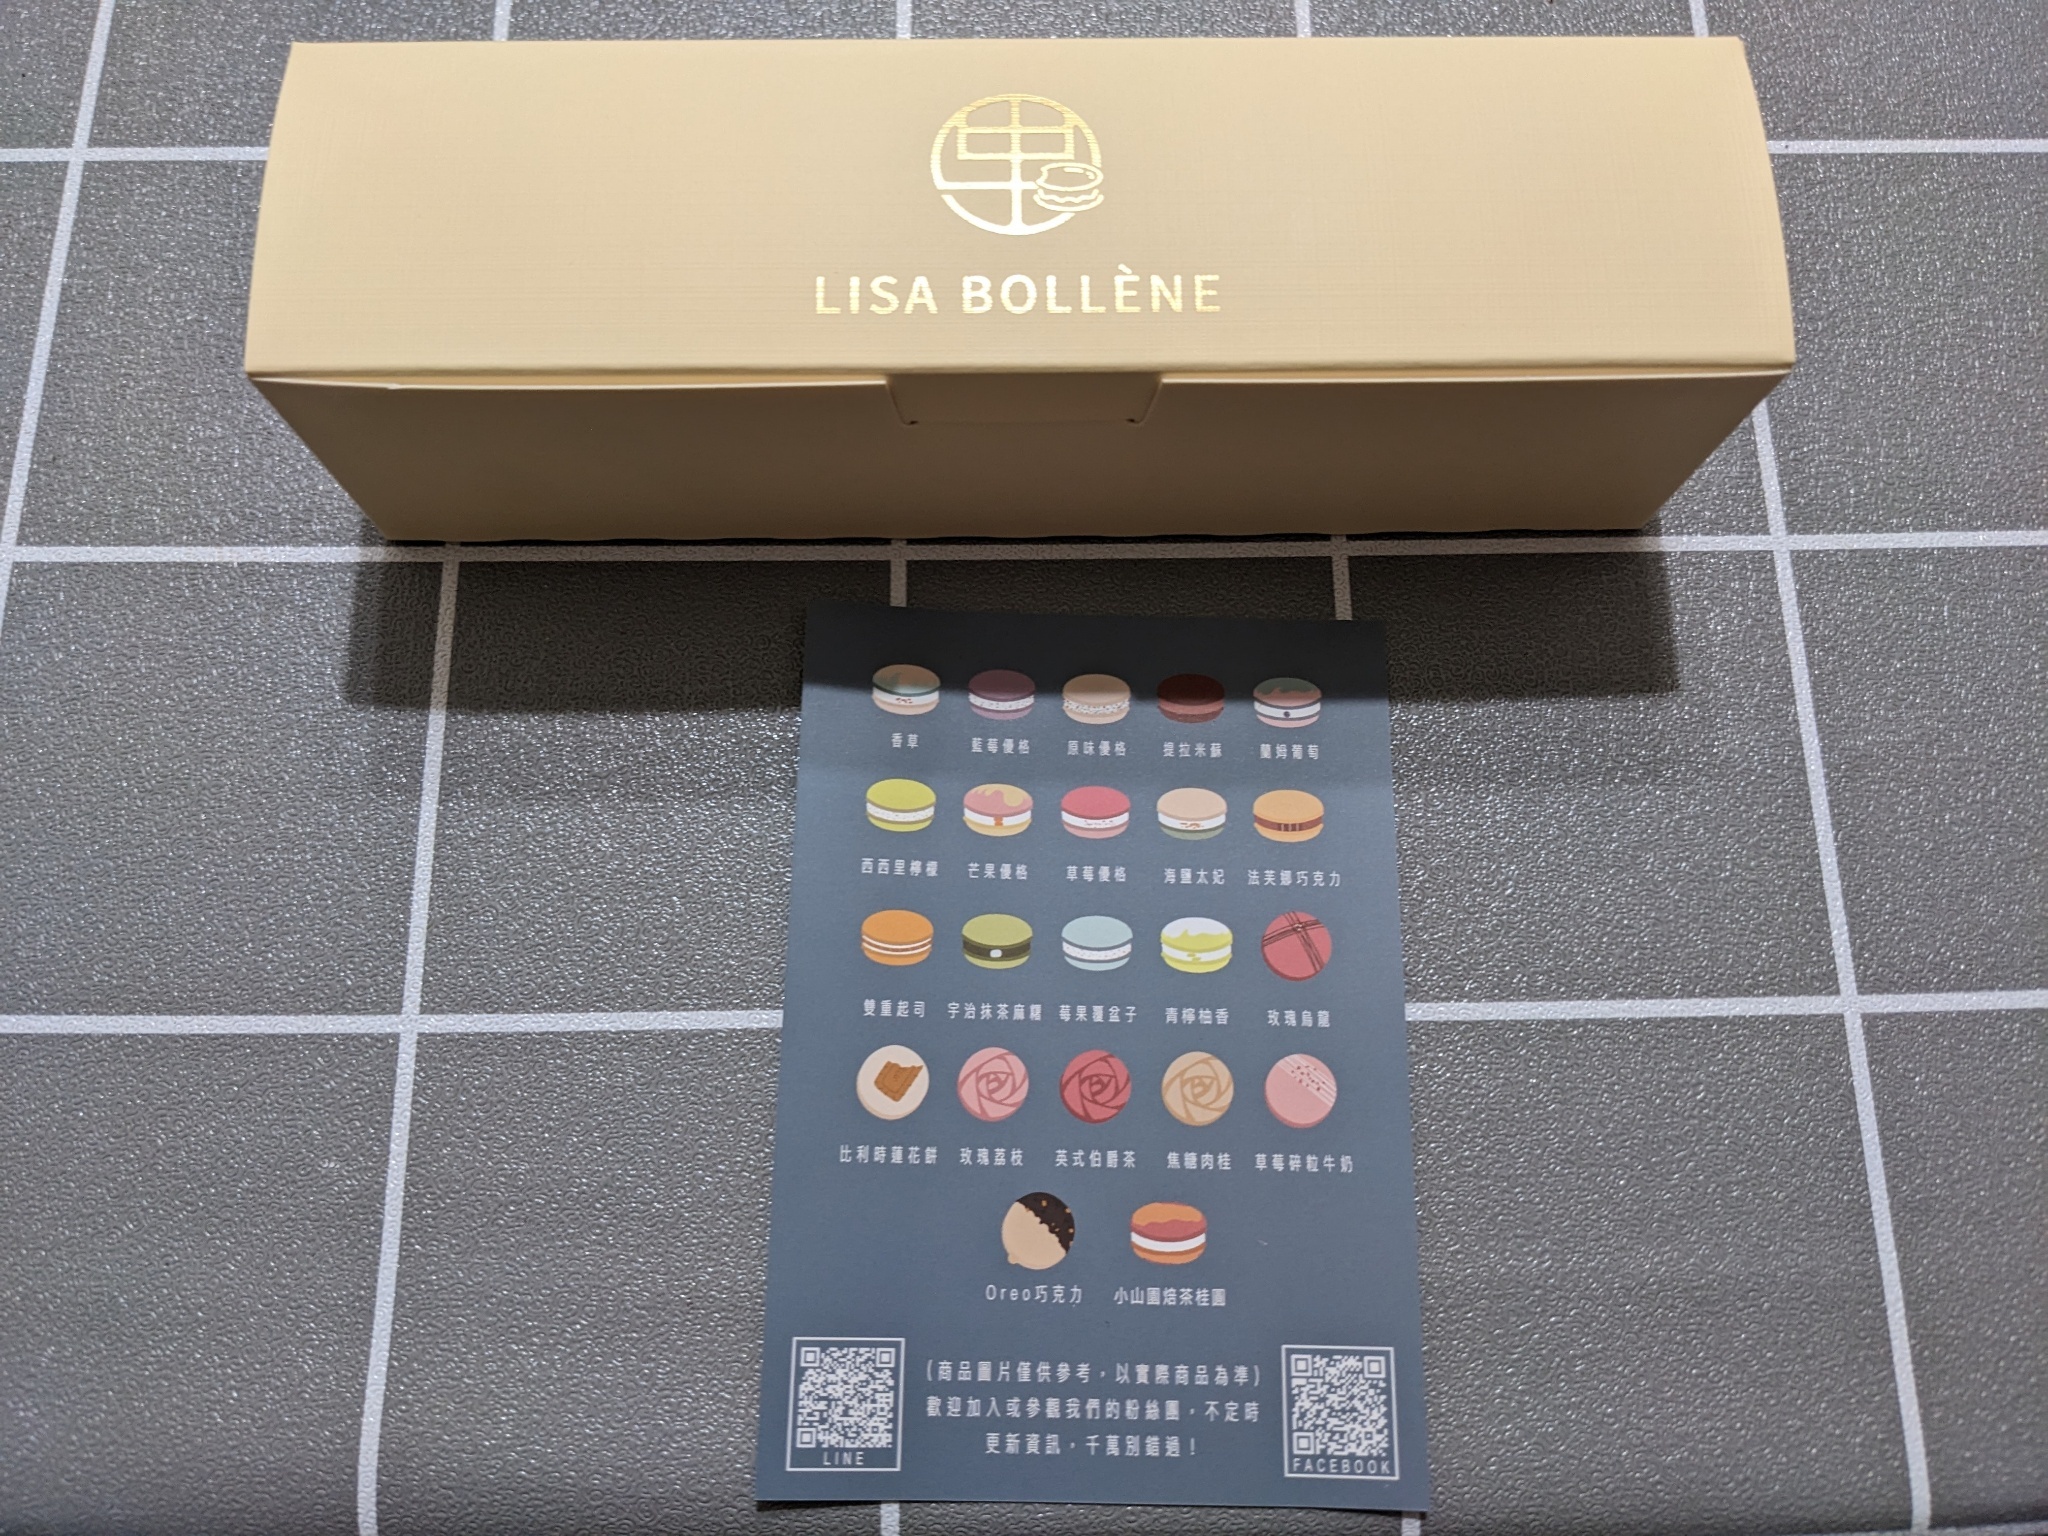 LISA BOLLÈNE
香草 藍莓優格 原味優格 提拉米蘇 蘭姆葡萄
西西里檸檬 芒果優格 草莓優格 海鹽太妃 法芙娜巧克力
雙重起司 宇治抹茶麻糬 莓果覆盆子 青檸柚香 玫瑰烏龍
比利時蓮花餅 玫瑰荔枝 英式伯爵茶 焦糖肉桂 草莓碎粒牛奶
Oreo巧克力 小山園焙茶桂圓
(商品圖片僅供參考，以實際商品為準)
歡迎加入或參觀我們的粉絲團，不定時
更新資訊，千萬別錯過！
LINE
FACEBOOK